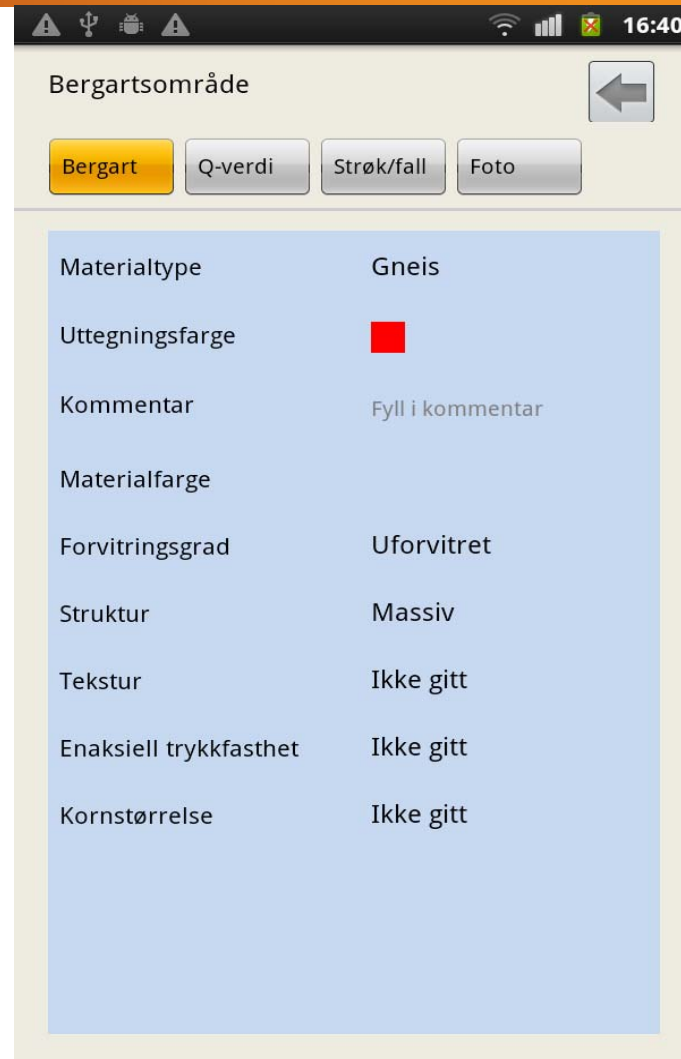 16:40
Bergartsområde
Bergart Q-verdi Strøk/fall Foto
Materialtype Gneis
Uttegningsfarge
Kommentar Fyll i kommentar
Materialfarge
Forvitringsgrad Uforvitret
Struktur Massiv
Tekstur Ikke gitt
Enaksiell trykkfasthet Ikke gitt
Kornstørrelse Ikke gitt